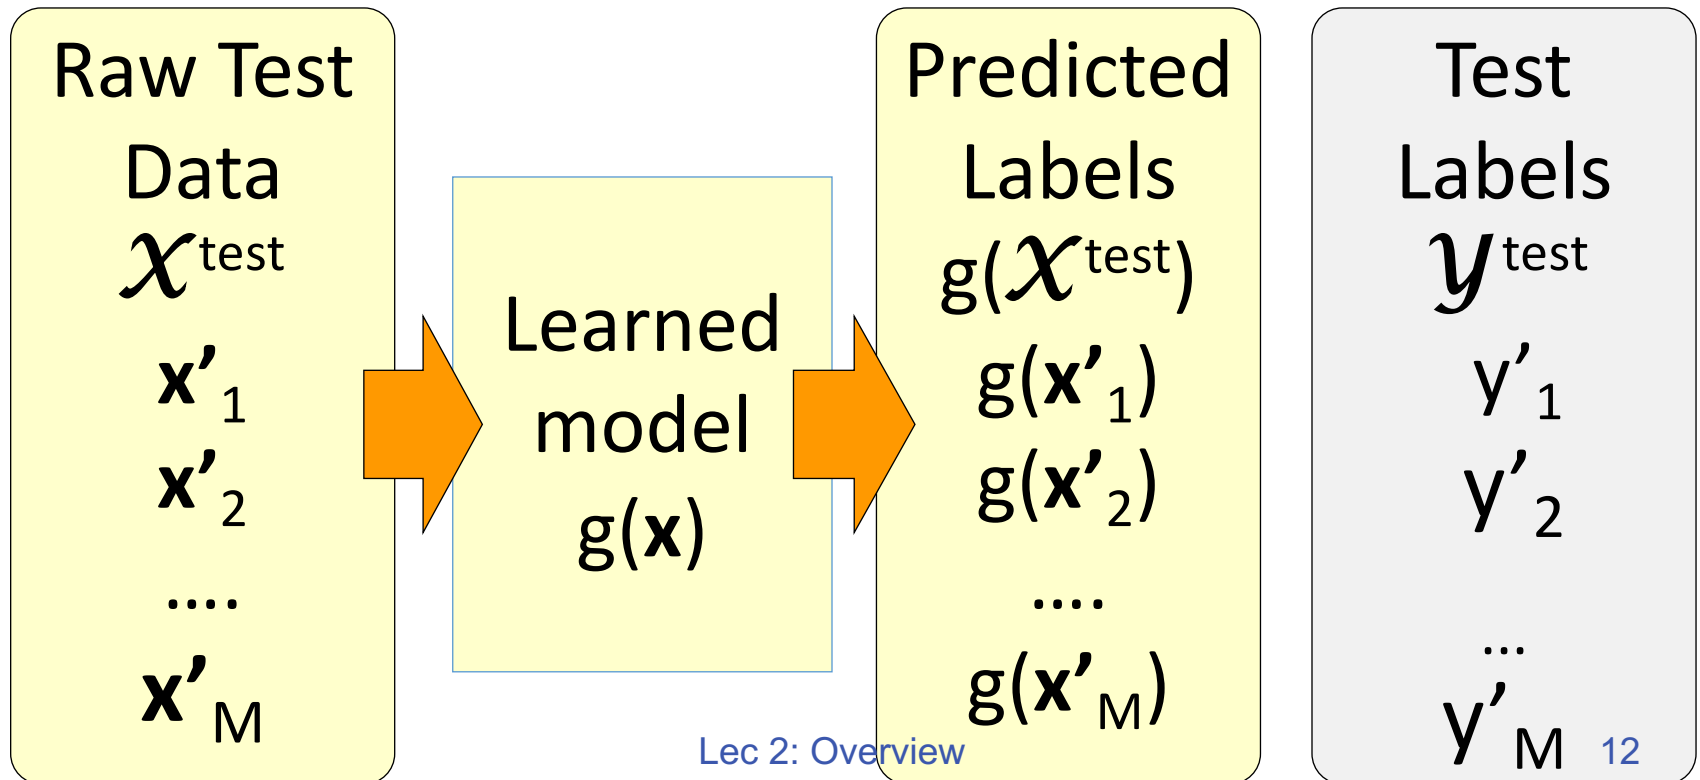 Raw Test
Data
𝒳test
x′1
x′2
....
x′M
Learned
model
g(x)
Predicted
Labels
g(𝒳test)
g(x′1)
g(x′2)
....
g(x′M)
Test
Labels
𝒴test
y′1
y′2
...
y′M
Lec 2: Overview
12